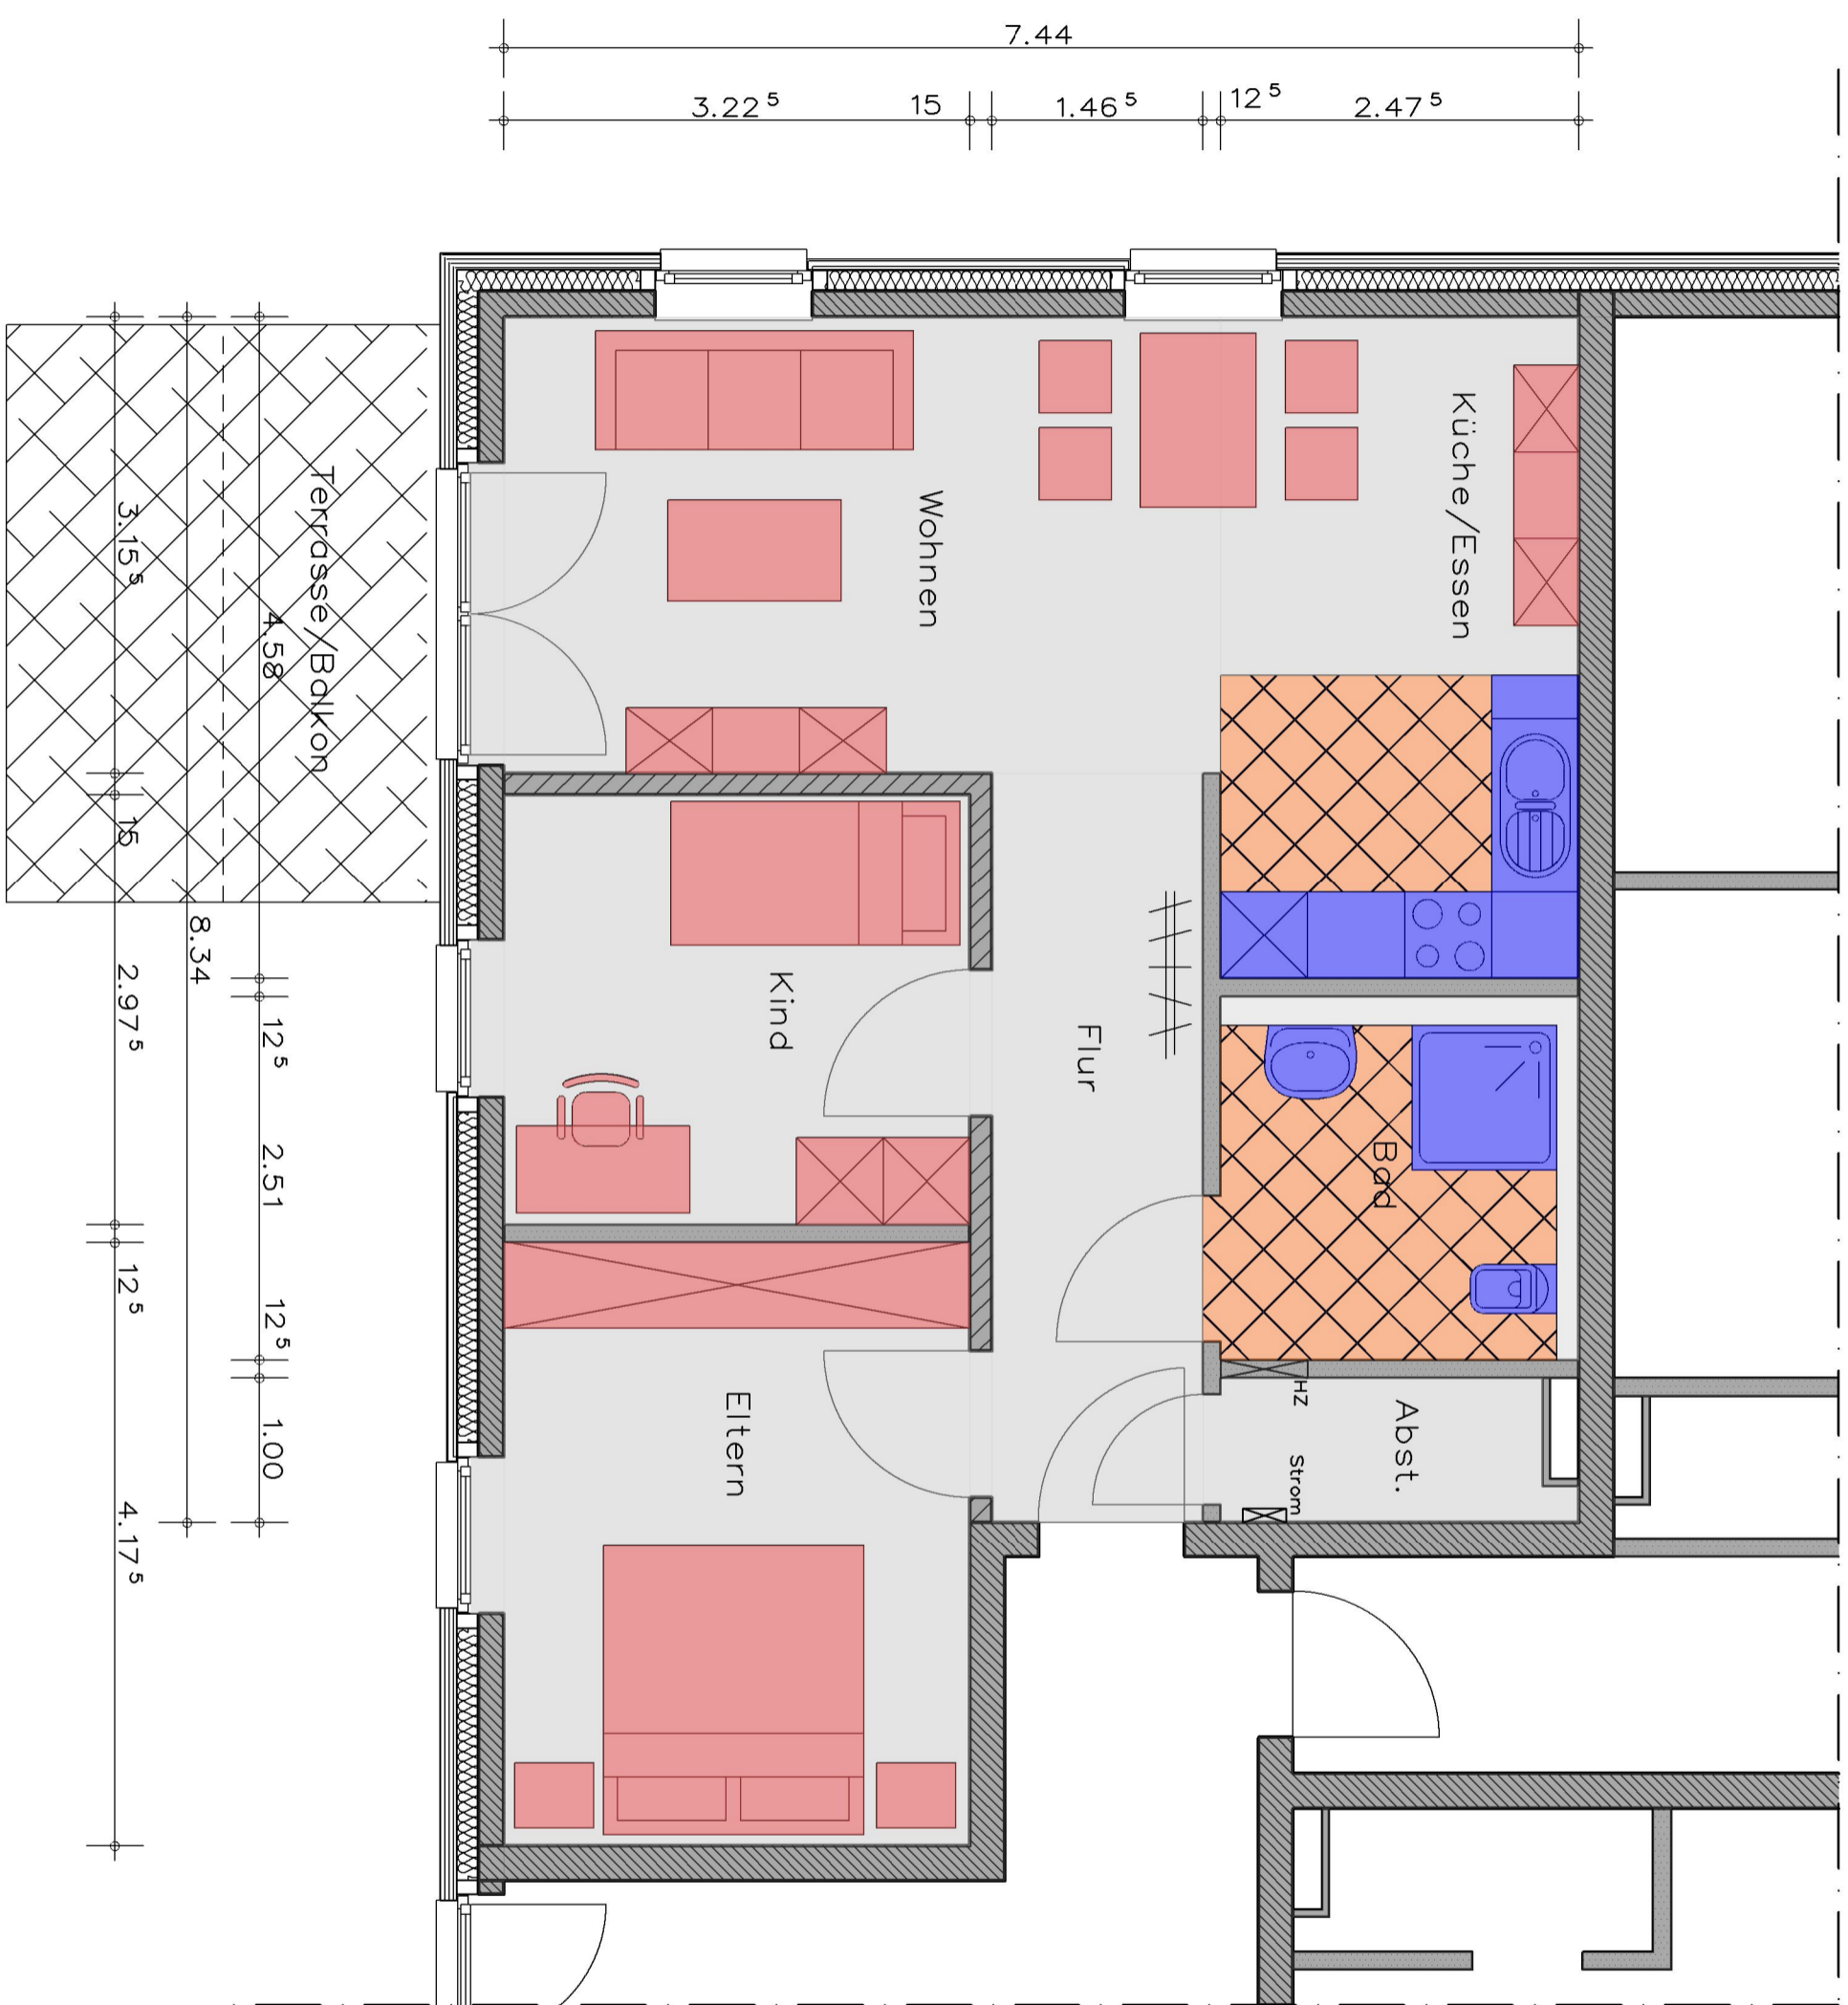 7.44
3.22⁵ 15 1.46⁵ 12⁵ 2.47⁵
Küche/Essen
Wohnen
Terrasse/Balkon
Kind
Flur
Bad
Eltern
Abst.
HZ
Strom
4.58 12⁵ 2.51 12⁵ 1.00
8.34
3.15⁵ 15 2.97⁵ 12⁵ 4.17⁵